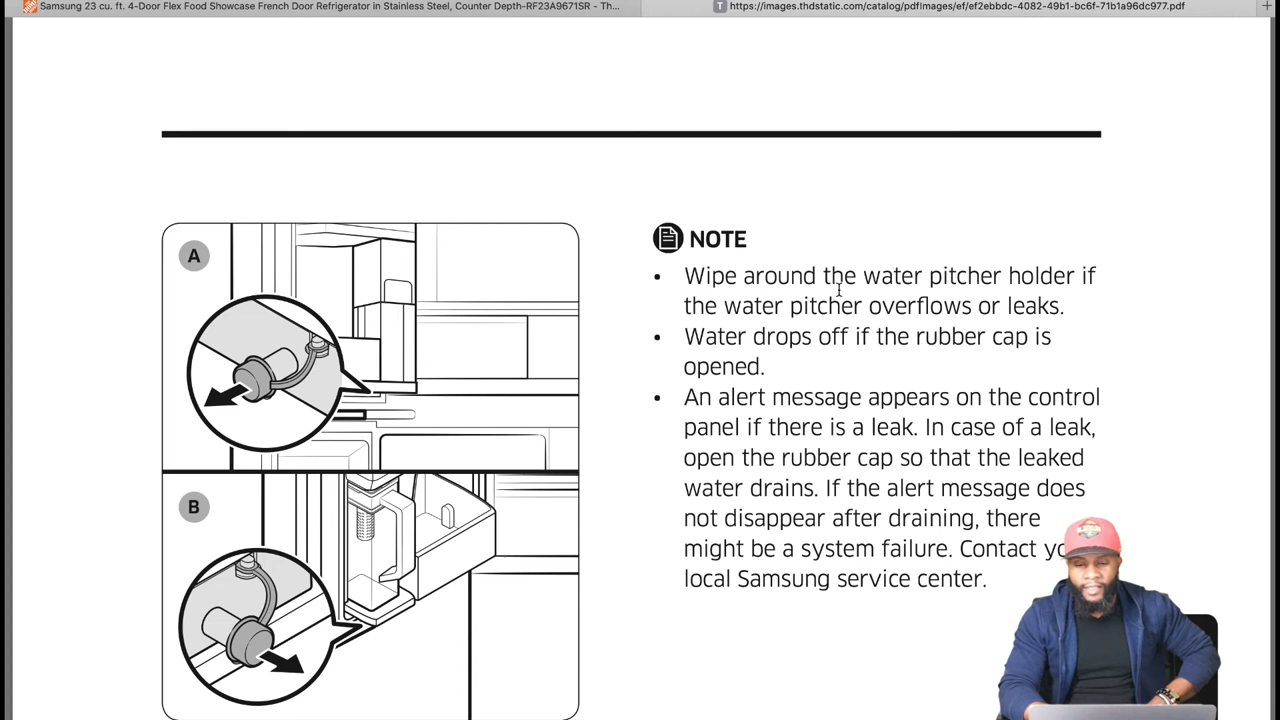 Samsung 23 cu. ft. 4-Door Flex Food Showcase French Door Refrigerator in Stainless Steel, Counter Depth-RF23A9671SR - Th...
T https://images.thdstatic.com/catalog/pdfImages/ef/ef2ebbdc-4082-49b1-bc6f-71b1a96dc977.pdf
A
B
NOTE
• Wipe around the water pitcher holder if
the water pitcher overflows or leaks.
• Water drops off if the rubber cap is
opened.
• An alert message appears on the control
panel if there is a leak. In case of a leak,
open the rubber cap so that the leaked
water drains. If the alert message does
not disappear after draining, there
might be a system failure. Contact yo
local Samsung service center.